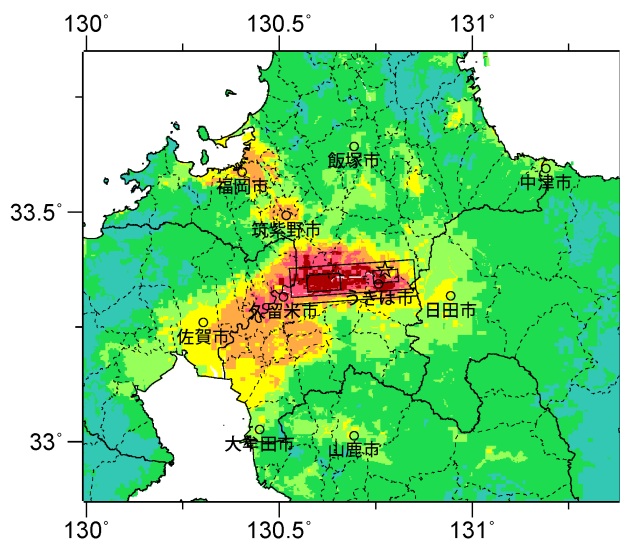 130° 130.5° 131°
飯塚市
福岡市
中津市
33.5°
筑紫野市
うきは市
久留米市
日田市
佐賀市
33°
大牟田市
山鹿市
130° 130.5° 131°